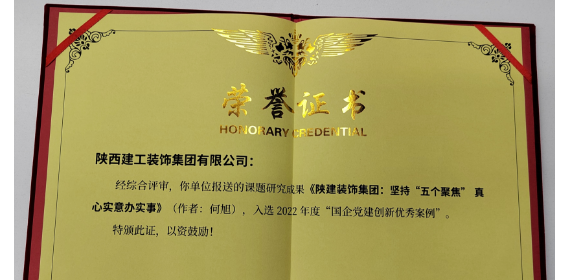 荣誉证书
HONORARY CREDENTIAL
陕西建工装饰集团有限公司：
经综合评审，你单位报送的课题研究成果《陕建装饰集团：坚持“五个聚焦” 真
心实意办实事》（作者：何旭），入选2022年度“国企党建创新优秀案例”。
特颁此证，以资鼓励！